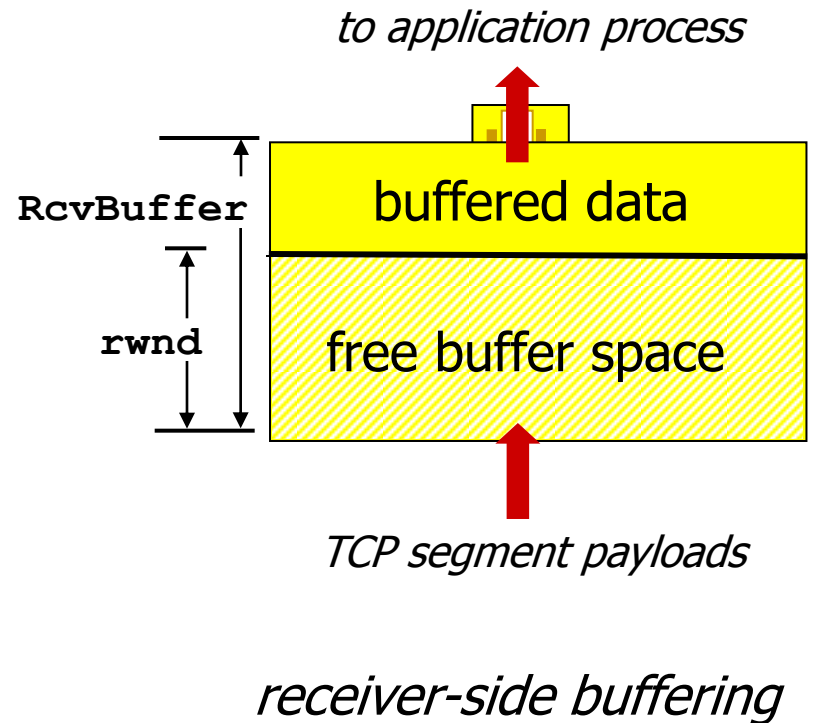 to application process
RcvBuffer
buffered data
rwnd
free buffer space
TCP segment payloads
receiver-side buffering